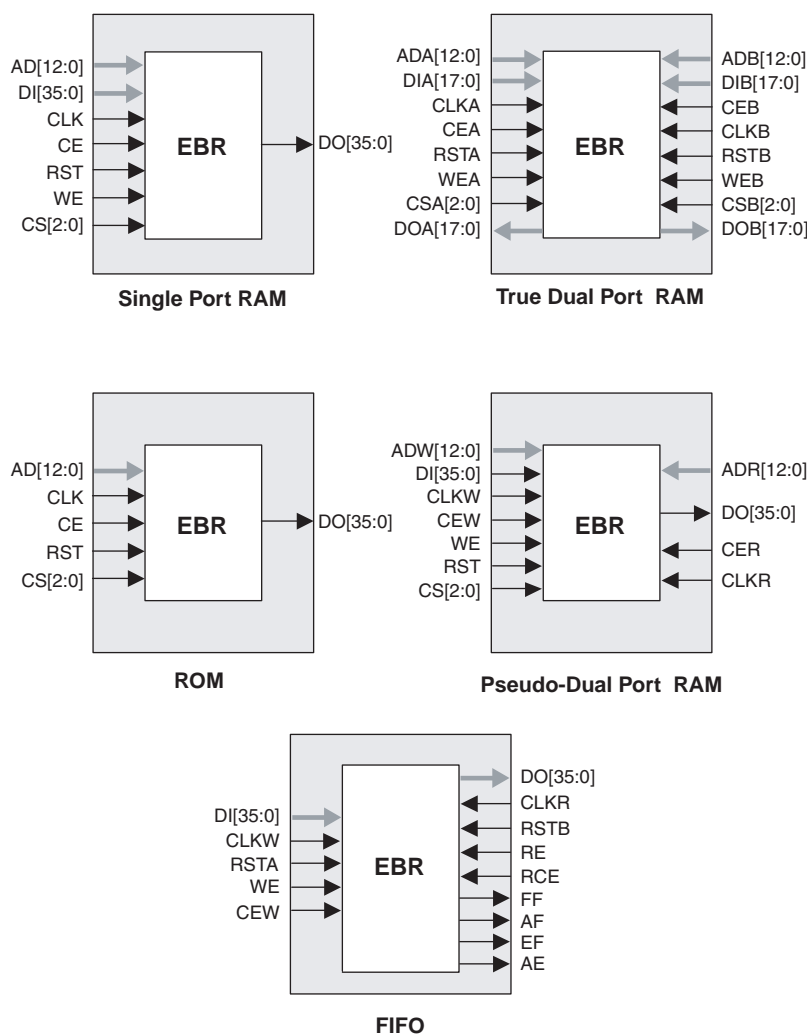 AD[12:0]
DI[35:0]
CLK
CE
RST
WE
CS[2:0]
EBR
DO[35:0]
Single Port RAM
ADA[12:0]
DIA[17:0]
CLKA
CEA
RSTA
WEA
CSA[2:0]
DOA[17:0]
EBR
ADB[12:0]
DIB[17:0]
CEB
CLKB
RSTB
WEB
CSB[2:0]
DOB[17:0]
True Dual Port RAM
AD[12:0]
CLK
CE
RST
CS[2:0]
EBR
DO[35:0]
ROM
ADW[12:0]
DI[35:0]
CLKW
CEW
WE
RST
CS[2:0]
EBR
ADR[12:0]
DO[35:0]
CER
CLKR
Pseudo-Dual Port RAM
DI[35:0]
CLKW
RSTA
WE
CEW
EBR
DO[35:0]
CLKR
RSTB
RE
RCE
FF
AF
EF
AE
FIFO